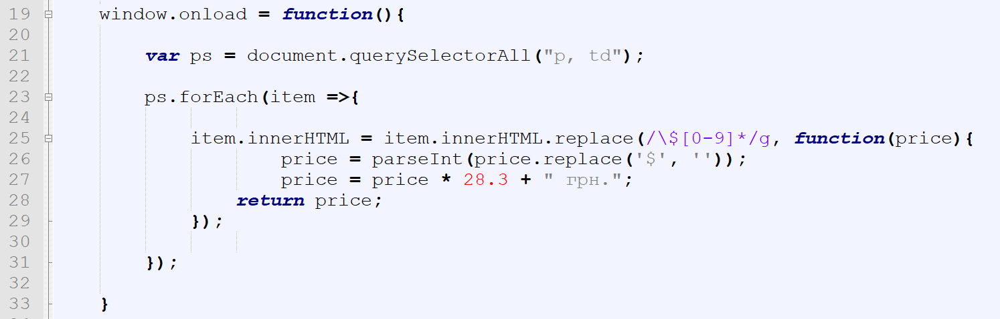 19 window.onload = function(){
20
21 var ps = document.querySelectorAll("p, td");
22
23 ps.forEach(item =>{
24
25 item.innerHTML = item.innerHTML.replace(/\$[0-9]*/g, function(price){
26 price = parseInt(price.replace('$', ''));
27 price = price * 28.3 + " грн.";
28 return price;
29 });
30
31 });
32
33 }